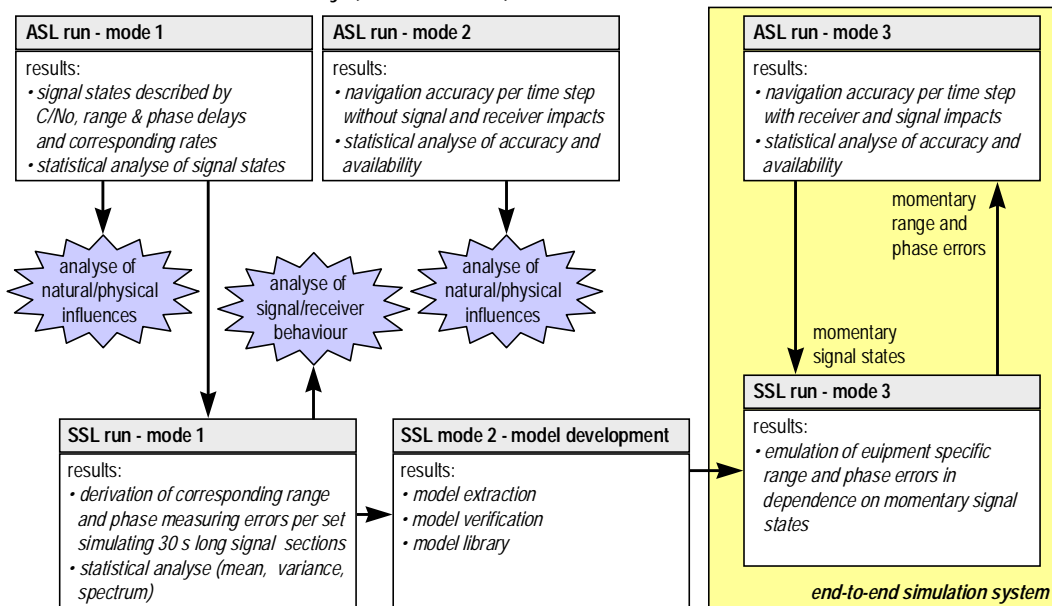 ASL run - mode 1
results:
• signal states described by
C/No, range & phase delays
and corresponding rates
• statistical analyse of signal states
ASL run - mode 2
results:
• navigation accuracy per time step
without signal and receiver impacts
• statistical analyse of accuracy and
availability
ASL run - mode 3
results:
• navigation accuracy per time step
with receiver and signal impacts
• statistical analyse of accuracy and
availability
analyse of
natural/physical
influences
analyse of
signal/receiver
behaviour
analyse of
natural/physical
influences
momentary
range and
phase errors
momentary
signal states
SSL run - mode 1
results:
• derivation of corresponding range
and phase measuring errors per set
simulating 30 s long signal sections
• statistical analyse (mean, variance,
spectrum)
SSL mode 2 - model development
results:
• model extraction
• model verification
• model library
SSL run - mode 3
results:
• emulation of euipment specific
range and phase errors in
dependence on momentary signal
states
end-to-end simulation system